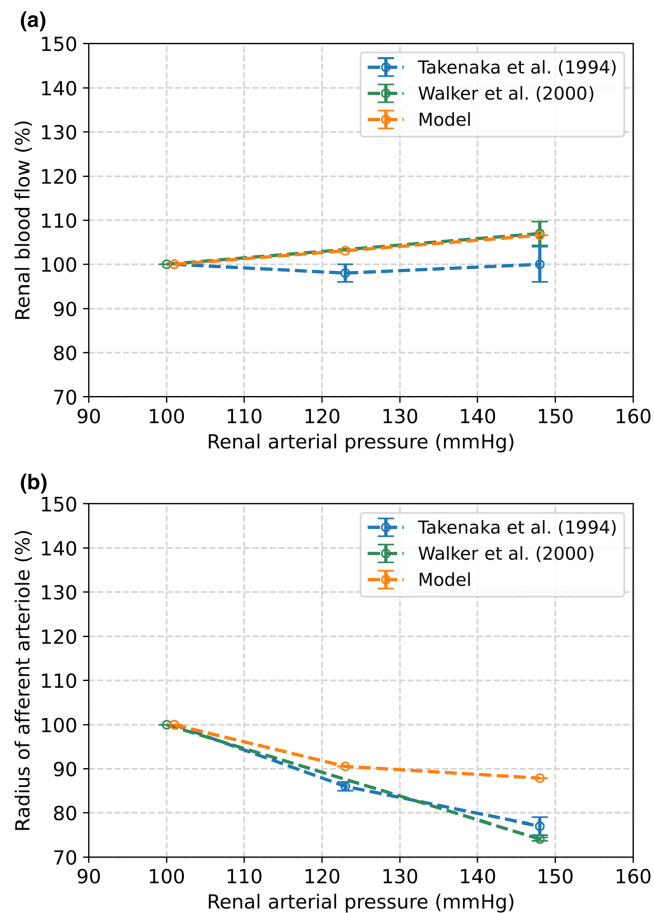 (a)
150
140
130
120
110
100
90
80
70
Renal blood flow (%)
Takenaka et al. (1994)
Walker et al. (2000)
Model
90 100 110 120 130 140 150 160
Renal arterial pressure (mmHg)
(b)
150
140
130
120
110
100
90
80
70
Radius of afferent arteriole (%)
Takenaka et al. (1994)
Walker et al. (2000)
Model
90 100 110 120 130 140 150 160
Renal arterial pressure (mmHg)